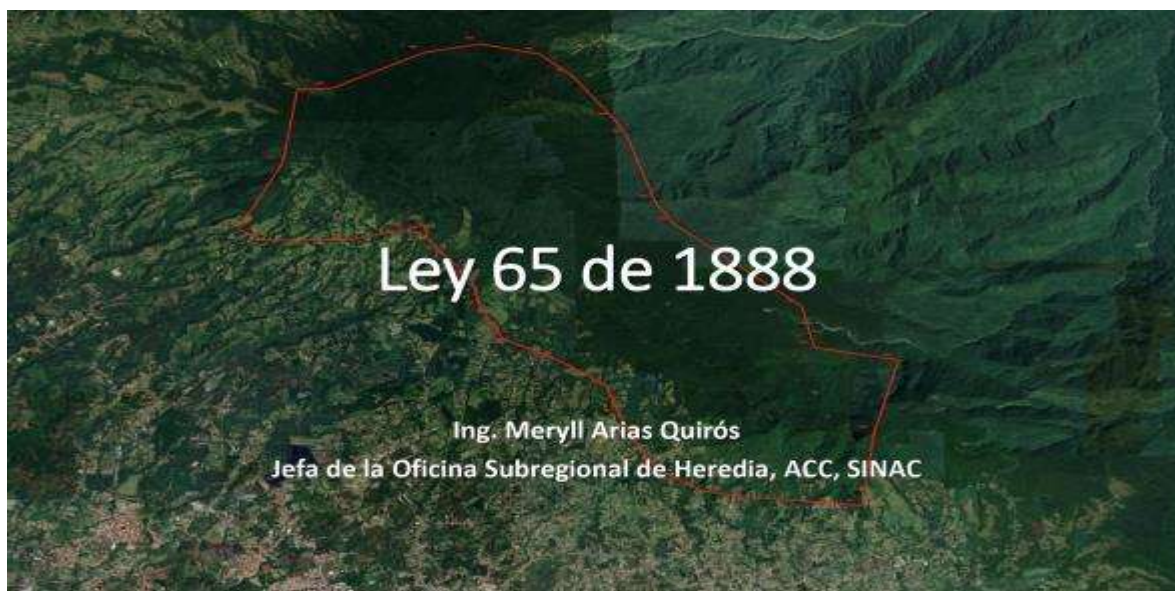 Ley 65 de 1888
Ing. Meryll Arias Quirós
Jefa de la Oficina Subregional de Heredia, ACC, SINAC